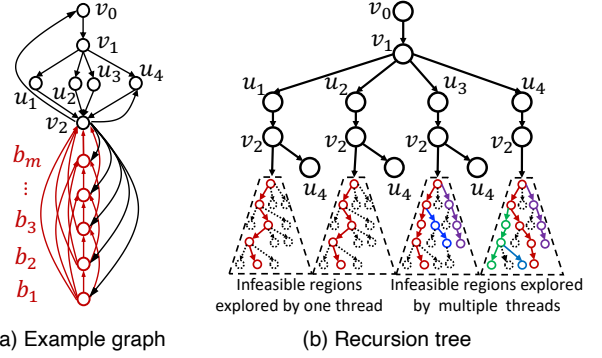 v0
v1
u1
u2
u3
u4
v2
bm
⋮
b3
b2
b1
a) Example graph
v0
v1
u1
u2
u3
u4
v2
v2
v2
v2
u4
u4
u4
Infeasible regions
explored by one thread
Infeasible regions explored
by multiple threads
(b) Recursion tree